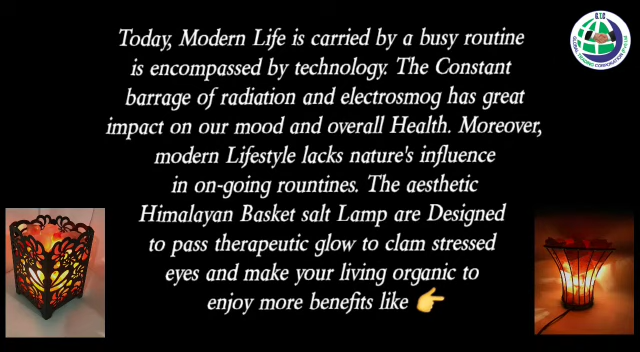 G.T.C
GLOBAL TRADING CORPORATION
Today, Modern Life is carried by a busy routine
is encompassed by technology. The Constant
barrage of radiation and electrosmog has great
impact on our mood and overall Health. Moreover,
modern Lifestyle lacks nature's influence
in on-going rountines. The aesthetic
Himalayan Basket salt Lamp are Designed
to pass therapeutic glow to clam stressed
eyes and make your living organic to
enjoy more benefits like 👉